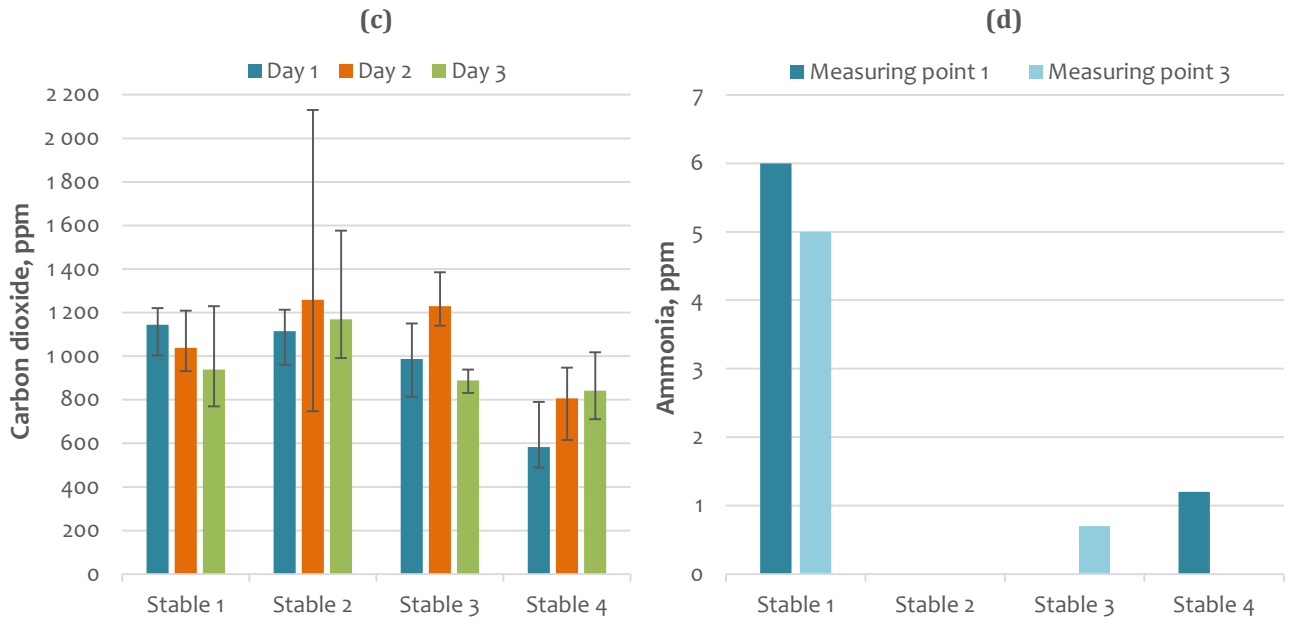 (c)
Day 1 Day 2 Day 3
Carbon dioxide, ppm
2 200
2 000
1 800
1 600
1 400
1200
1 000
800
600
400
200
0
Stable 1 Stable 2 Stable 3 Stable 4
(d)
Measuring point 1 Measuring point 3
Ammonia, ppm
7
6
5
4
3
2
1
0
Stable 1 Stable 2 Stable 3 Stable 4